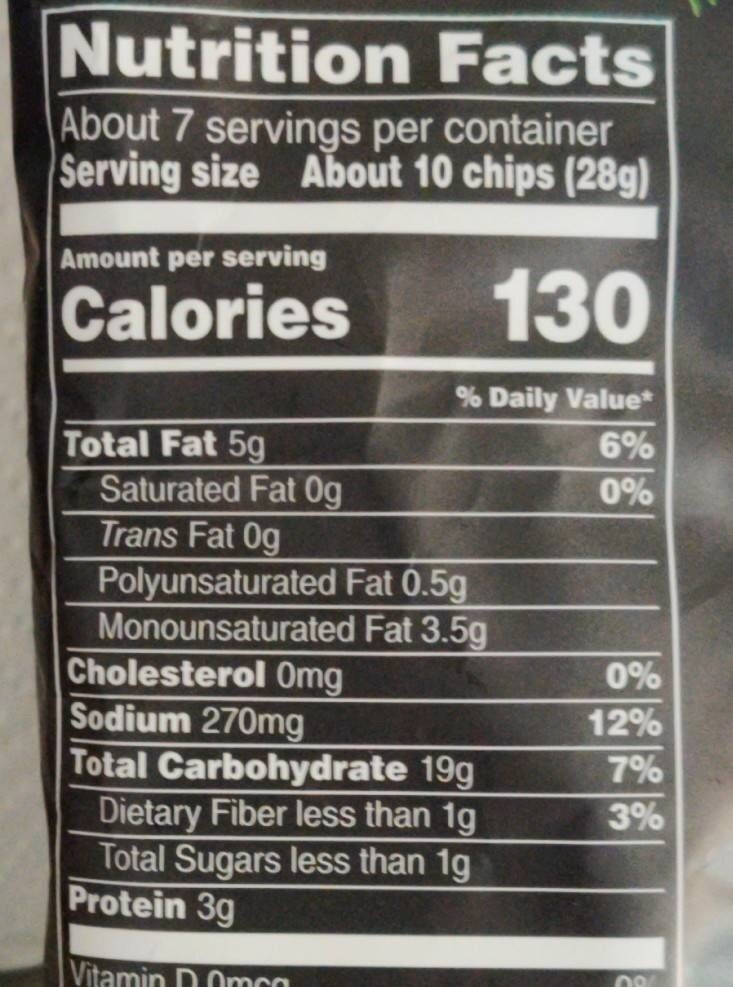 Nutrition Facts
About 7 servings per container
Serving size About 10 chips (28g)
Amount per serving
Calories 130
% Daily Value*
Total Fat 5g 6%
Saturated Fat 0g 0%
Trans Fat 0g
Polyunsaturated Fat 0.5g
Monounsaturated Fat 3.5g
Cholesterol 0mg 0%
Sodium 270mg 12%
Total Carbohydrate 19g 7%
Dietary Fiber less than 1g 3%
Total Sugars less than 1g
Protein 3g
Vitamin D 0mcg 0%